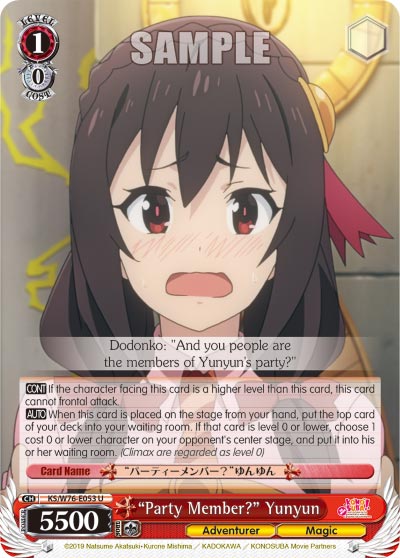 LEVEL
1
0
COST
SAMPLE
Dodonko: "And you people are
the members of Yunyun's party?"
CONT If the character facing this card is a higher level than this card, this card
cannot frontal attack.
AUTO When this card is placed on the stage from your hand, put the top card
of your deck into your waiting room. If that card is level 0 or lower, choose 1
cost 0 or lower character on your opponent's center stage, and put it into his
or her waiting room. (Climax are regarded as level 0)
Card Name "パーティーメンバー?"ゆんゆん
CH KS/W76-E053 U
POWER 5500 SOUL "Party Member?" Yunyun
Adventurer Magic
©2019 Natsume Akatsuki・Kurone Mishima / KADOKAWA / KONOSUBA Movie Partners